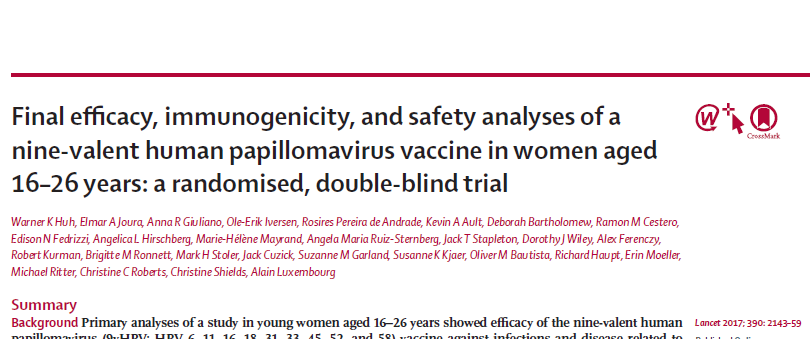 Final efficacy, immunogenicity, and safety analyses of a
nine-valent human papillomavirus vaccine in women aged
16–26 years: a randomised, double-blind trial
W
CrossMark
Warner K Huh, Elmar A Joura, Anna R Giuliano, Ole-Erik Iversen, Rosires Pereira de Andrade, Kevin A Ault, Deborah Bartholomew, Ramon M Cestero,
Edison N Fedrizzi, Angelica L Hirschberg, Marie-Hélène Mayrand, Angela Maria Ruiz-Sternberg, Jack T Stapleton, Dorothy J Wiley, Alex Ferenczy,
Robert Kurman, Brigitte M Ronnett, Mark H Stoler, Jack Cuzick, Suzanne M Garland, Susanne K Kjaer, Oliver M Bautista, Richard Haupt, Erin Moeller,
Michael Ritter, Christine C Roberts, Christine Shields, Alain Luxembourg
Summary
Background Primary analyses of a study in young women aged 16–26 years showed efficacy of the nine-valent human
Lancet 2017; 390: 2143–59
papillomavirus (9vHPV; HPV 6, 11, 16, 18, 31, 33, 45, 52, and 58) vaccine against infections and disease related to
Published Online